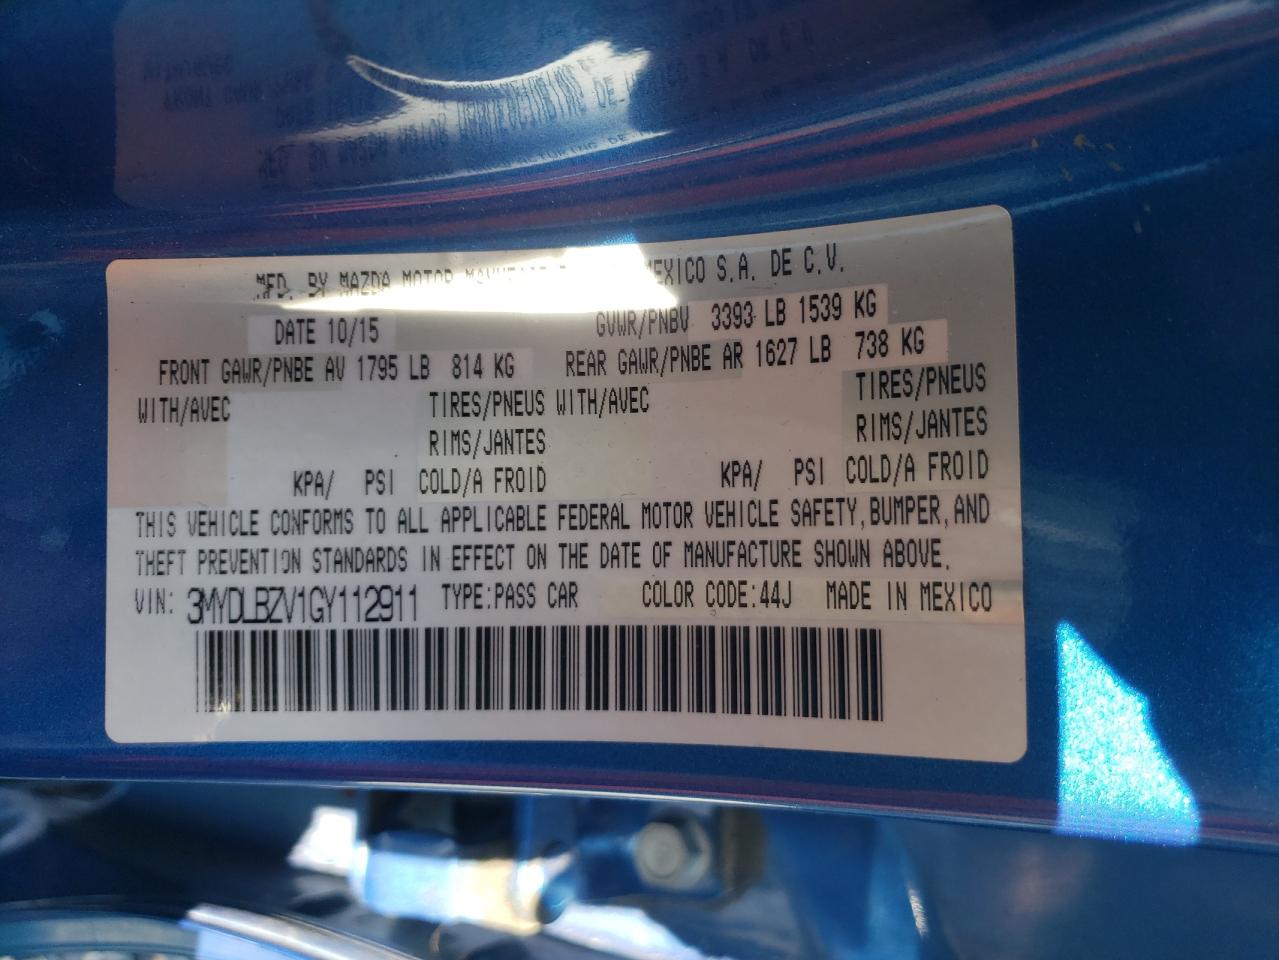 MFD. BY MAZDA MOTOR MEXICO S.A. DE C.V.
DATE 10/15 GVWR/PNBV 3393 LB 1539 KG
FRONT GAWR/PNBE AV 1795 LB 814 KG REAR GAWR/PNBE AR 1627 LB 738 KG
WITH/AVEC TIRES/PNEUS WITH/AVEC TIRES/PNEUS
RIMS/JANTES RIMS/JANTES
KPA/ PSI COLD/A FROID KPA/ PSI COLD/A FROID
THIS VEHICLE CONFORMS TO ALL APPLICABLE FEDERAL MOTOR VEHICLE SAFETY, BUMPER, AND
THEFT PREVENTION STANDARDS IN EFFECT ON THE DATE OF MANUFACTURE SHOWN ABOVE.
VIN: 3MYDLBZV1GY112911 TYPE: PASS CAR COLOR CODE: 44J MADE IN MEXICO